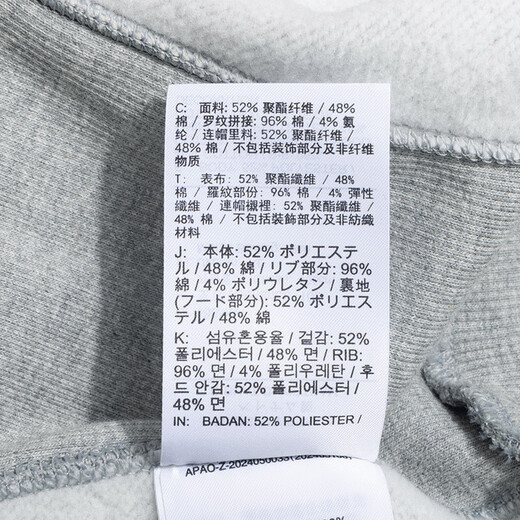 C: 面料: 52% 聚酯纤维 / 48%
棉 / 罗纹拼接: 96% 棉 / 4% 氨
纶 / 连帽里料: 52% 聚酯纤维 /
48% 棉 / 不包括装饰部分及非纤维
物质
T: 表布: 52% 聚酯纖維 / 48%
棉 / 羅紋部份: 96% 棉 / 4% 彈性
纖維 / 連帽襯裡: 52% 聚酯纖維 /
48% 棉 / 不包括裝飾部分及非紡織
材料
J: 本体: 52% ポリエステ
ル / 48% 綿 / リブ部分: 96%
綿 / 4% ポリウレタン / 裏地
(フード部分): 52% ポリエス
テル / 48% 綿
K: 섬유혼용율 / 겉감: 52%
폴리에스터 / 48% 면 / RIB:
96% 면 / 4% 폴리우레탄 / 후
드 안감: 52% 폴리에스터 /
48% 면
IN: BADAN: 52% POLIESTER /